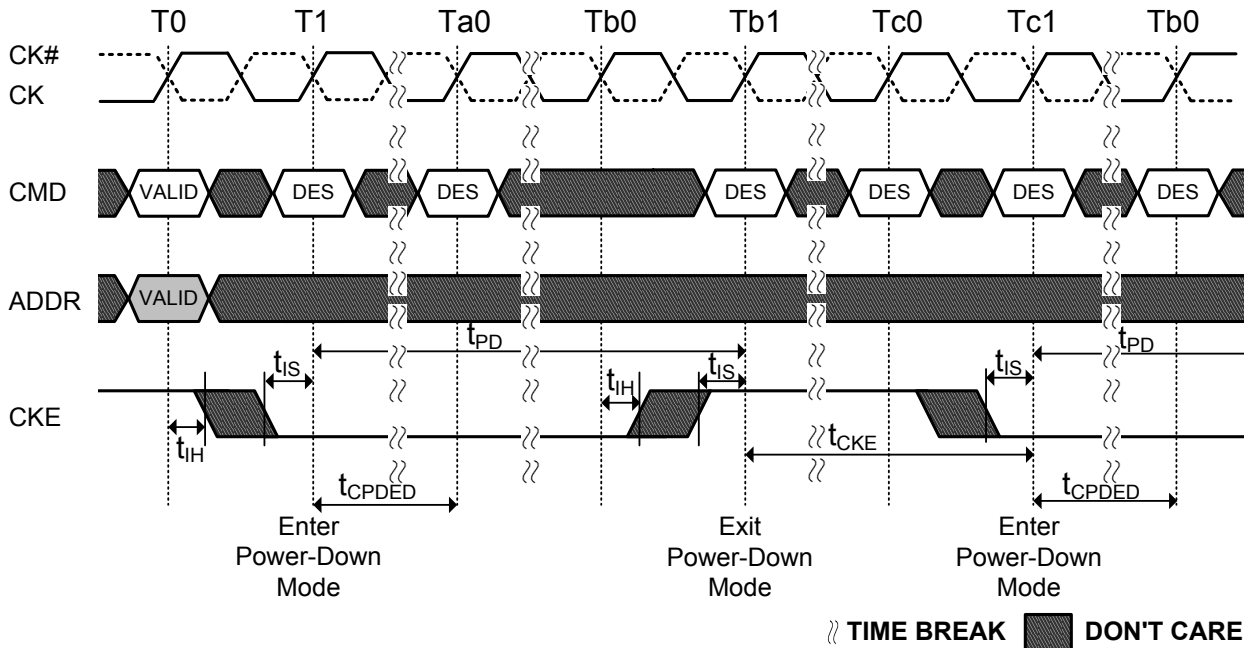 T0 T1 Ta0 Tb0 Tb1 Tc0 Tc1 Tb0
CK#
CK
CMD VALID DES DES DES DES DES DES
ADDR VALID
tPD tPD
tIS tIS tIS
tIH
CKE
tIH tCKE
tCPDED tCPDED
Enter
Power-Down
Mode
Exit
Power-Down
Mode
Enter
Power-Down
Mode
TIME BREAK DON'T CARE